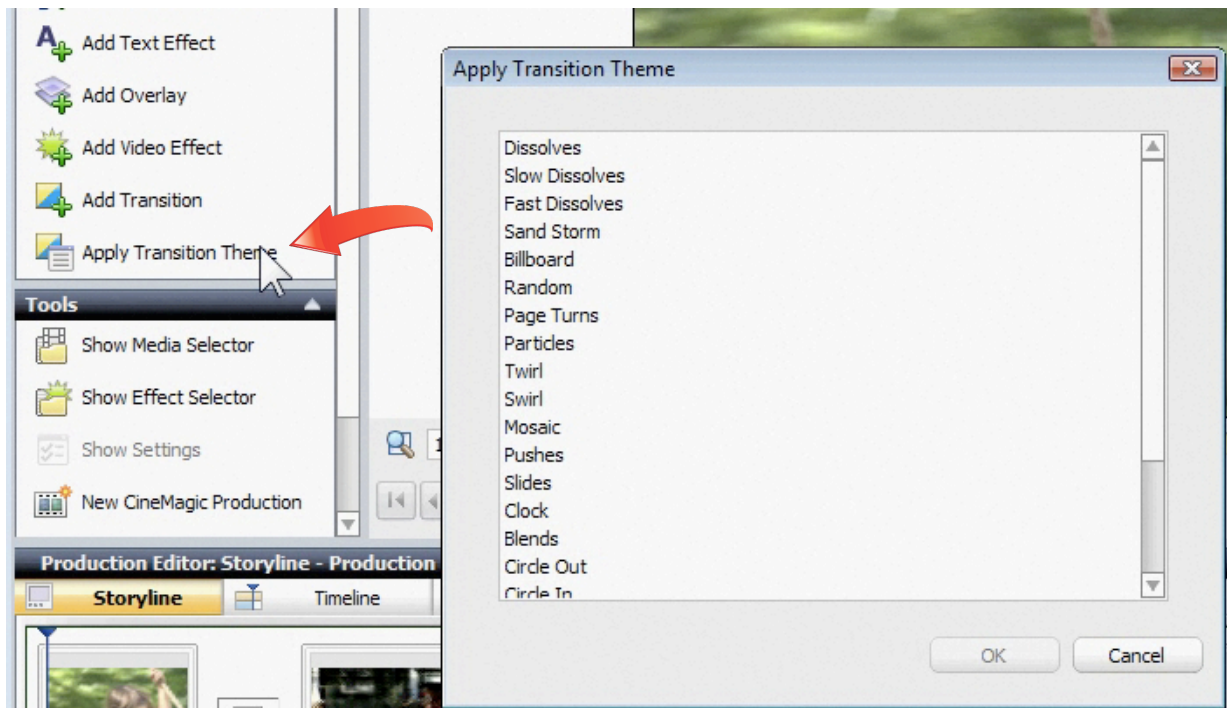 Add Text Effect
Add Overlay
Add Video Effect
Add Transition
Apply Transition Theme
Tools
Show Media Selector
Show Effect Selector
Show Settings
New CineMagic Production
Apply Transition Theme
Dissolves
Slow Dissolves
Fast Dissolves
Sand Storm
Billboard
Random
Page Turns
Particles
Twirl
Swirl
Mosaic
Pushes
Slides
Clock
Blends
Circle Out
Circle In
OK
Cancel
Production Editor: Storyline - Production
Storyline
Timeline